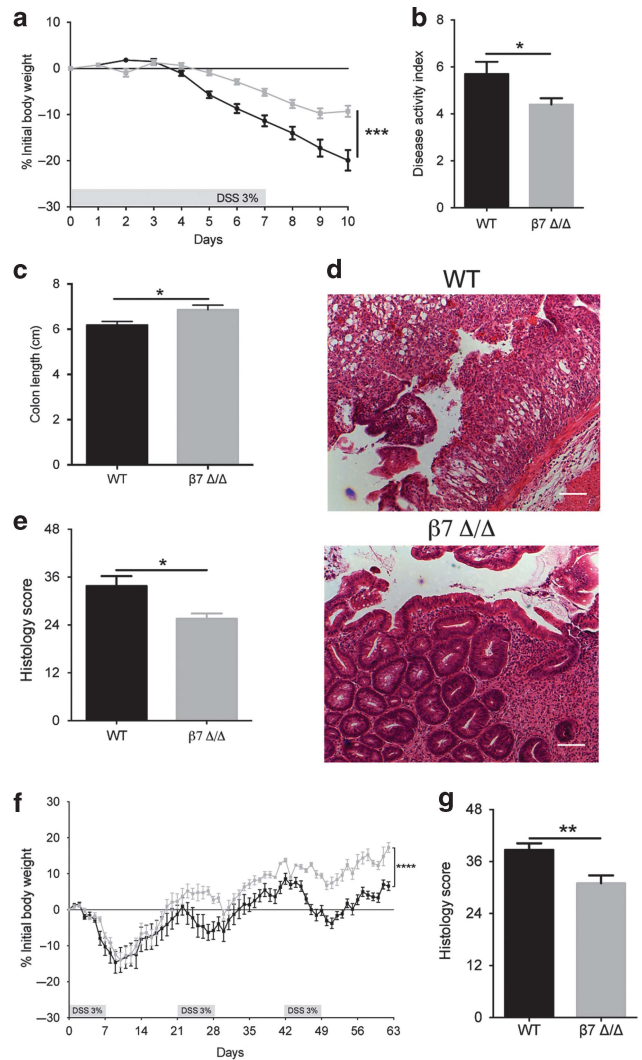 a
% Initial body weight
10
0
–10
–20
–30
***
DSS 3%
0 1 2 3 4 5 6 7 8 9 10
Days
b
Disease activity index
8
6
4
2
0
*
WT β7 Δ/Δ
c
Colon length (cm)
8
6
4
2
0
*
WT β7 Δ/Δ
d
WT
β7 Δ/Δ
e
Histology score
48
36
24
12
0
*
WT β7 Δ/Δ
f
% Initial body weight
30
20
10
0
–10
–20
–30
****
DSS 3% DSS 3% DSS 3%
0 7 14 21 28 35 42 49 56 63
Days
g
Histology score
48
36
24
12
0
**
WT β7 Δ/Δ